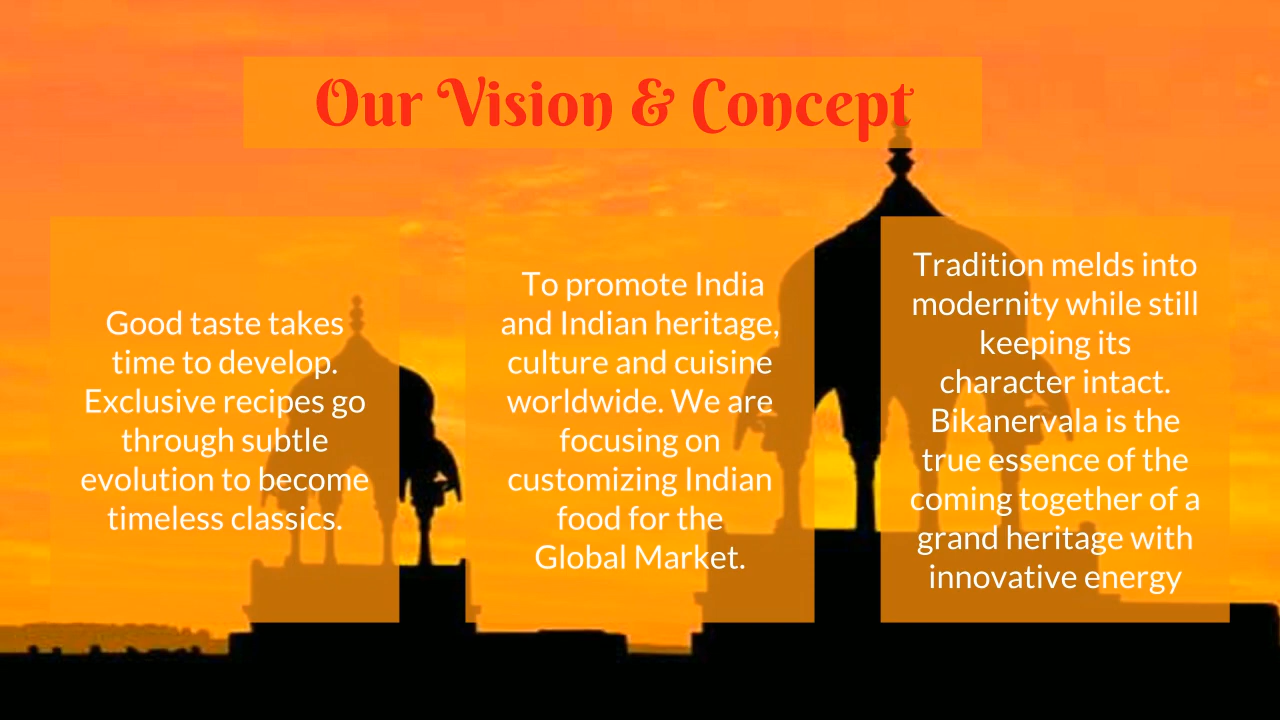 Our Vision & Concept
Good taste takes
time to develop.
Exclusive recipes go
through subtle
evolution to become
timeless classics.
To promote India
and Indian heritage,
culture and cuisine
worldwide. We are
focusing on
customizing Indian
food for the
Global Market.
Tradition melds into
modernity while still
keeping its
character intact.
Bikanervala is the
true essence of the
coming together of a
grand heritage with
innovative energy